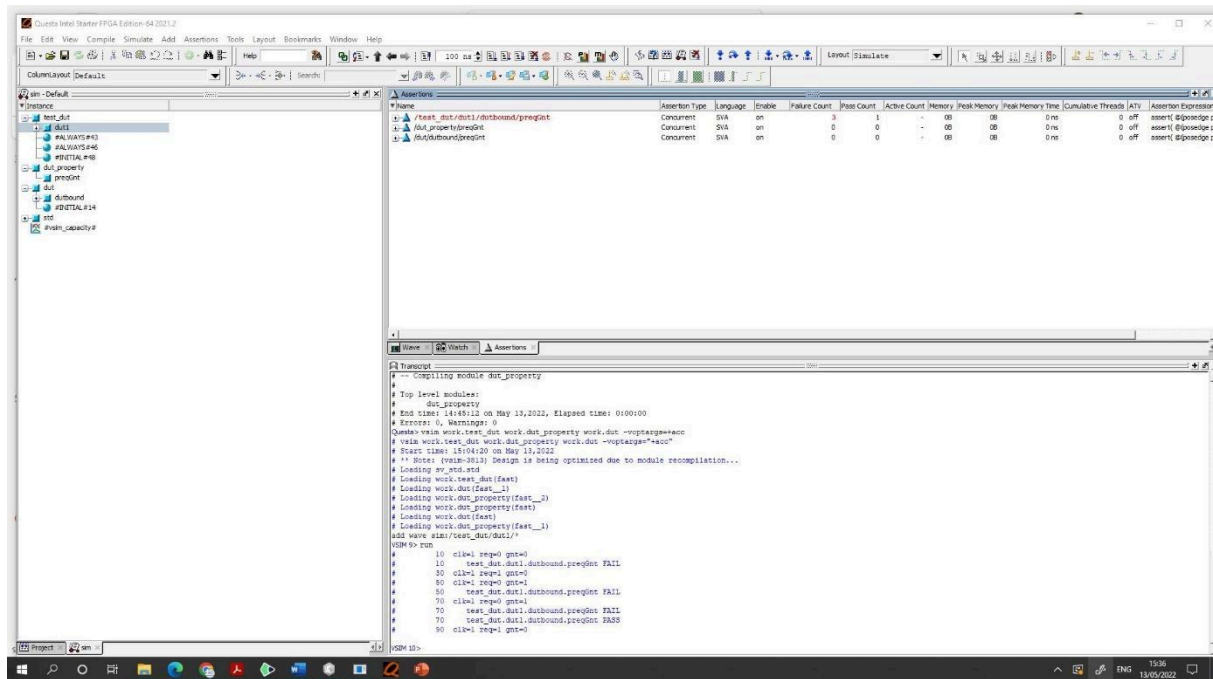 Questa Intel Starter FPGA Edition-64 2021.2
File Edit View Compile Simulate Add Assertions Tools Layout Bookmarks Window Help
Help
100 ns
Layout Simulate
ColumnLayout Default
Search:
sim - Default
Instance
test_dut
dut1
#ALWAYS#43
#ALWAYS#46
#INITIAL#48
dut_property
preqGnt
dut
dutbound
#INITIAL#14
std
#vsim_capacity#
Project
sim
Assertions
Name Assertion Type Language Enable Failure Count Pass Count Active Count Memory Peak Memory Peak Memory Time Cumulative Threads ATV Assertion Expression
/test_dut/dut1/dutbound/preqGnt Concurrent SVA on 3 1 - 0B 0B 0 ns 0 off assert( @(posedge p
/dut_property/preqGnt Concurrent SVA on 0 0 - 0B 0B 0 ns 0 off assert( @(posedge p
/dut/dutbound/preqGnt Concurrent SVA on 0 0 - 0B 0B 0 ns 0 off assert( @(posedge p
Wave Watch Assertions
Transcript
# -- Compiling module dut_property
#
# Top level modules:
# dut_property
# End time: 14:45:12 on May 13,2022, Elapsed time: 0:00:00
# Errors: 0, Warnings: 0
Questa> vsim work.test_dut work.dut_property work.dut -voptargs=+acc
# vsim work.test_dut work.dut_property work.dut -voptargs="+acc"
# Start time: 15:04:20 on May 13,2022
# ** Note: (vsim-3813) Design is being optimized due to module recompilation...
# Loading sv_std.std
# Loading work.test_dut(fast)
# Loading work.dut(fast__1)
# Loading work.dut_property(fast__2)
# Loading work.dut_property(fast)
# Loading work.dut(fast)
# Loading work.dut_property(fast__1)
add wave sim:/test_dut/dut1/*
VSIM 9> run
# 10 clk=1 req=0 gnt=0
# 10 test_dut.dut1.dutbound.preqGnt FAIL
# 30 clk=1 req=1 gnt=0
# 50 clk=1 req=0 gnt=1
# 50 test_dut.dut1.dutbound.preqGnt FAIL
# 70 clk=1 req=0 gnt=1
# 70 test_dut.dut1.dutbound.preqGnt FAIL
# 70 test_dut.dut1.dutbound.preqGnt PASS
# 90 clk=1 req=1 gnt=0
VSIM 10>
ENG
15:36
13/05/2022